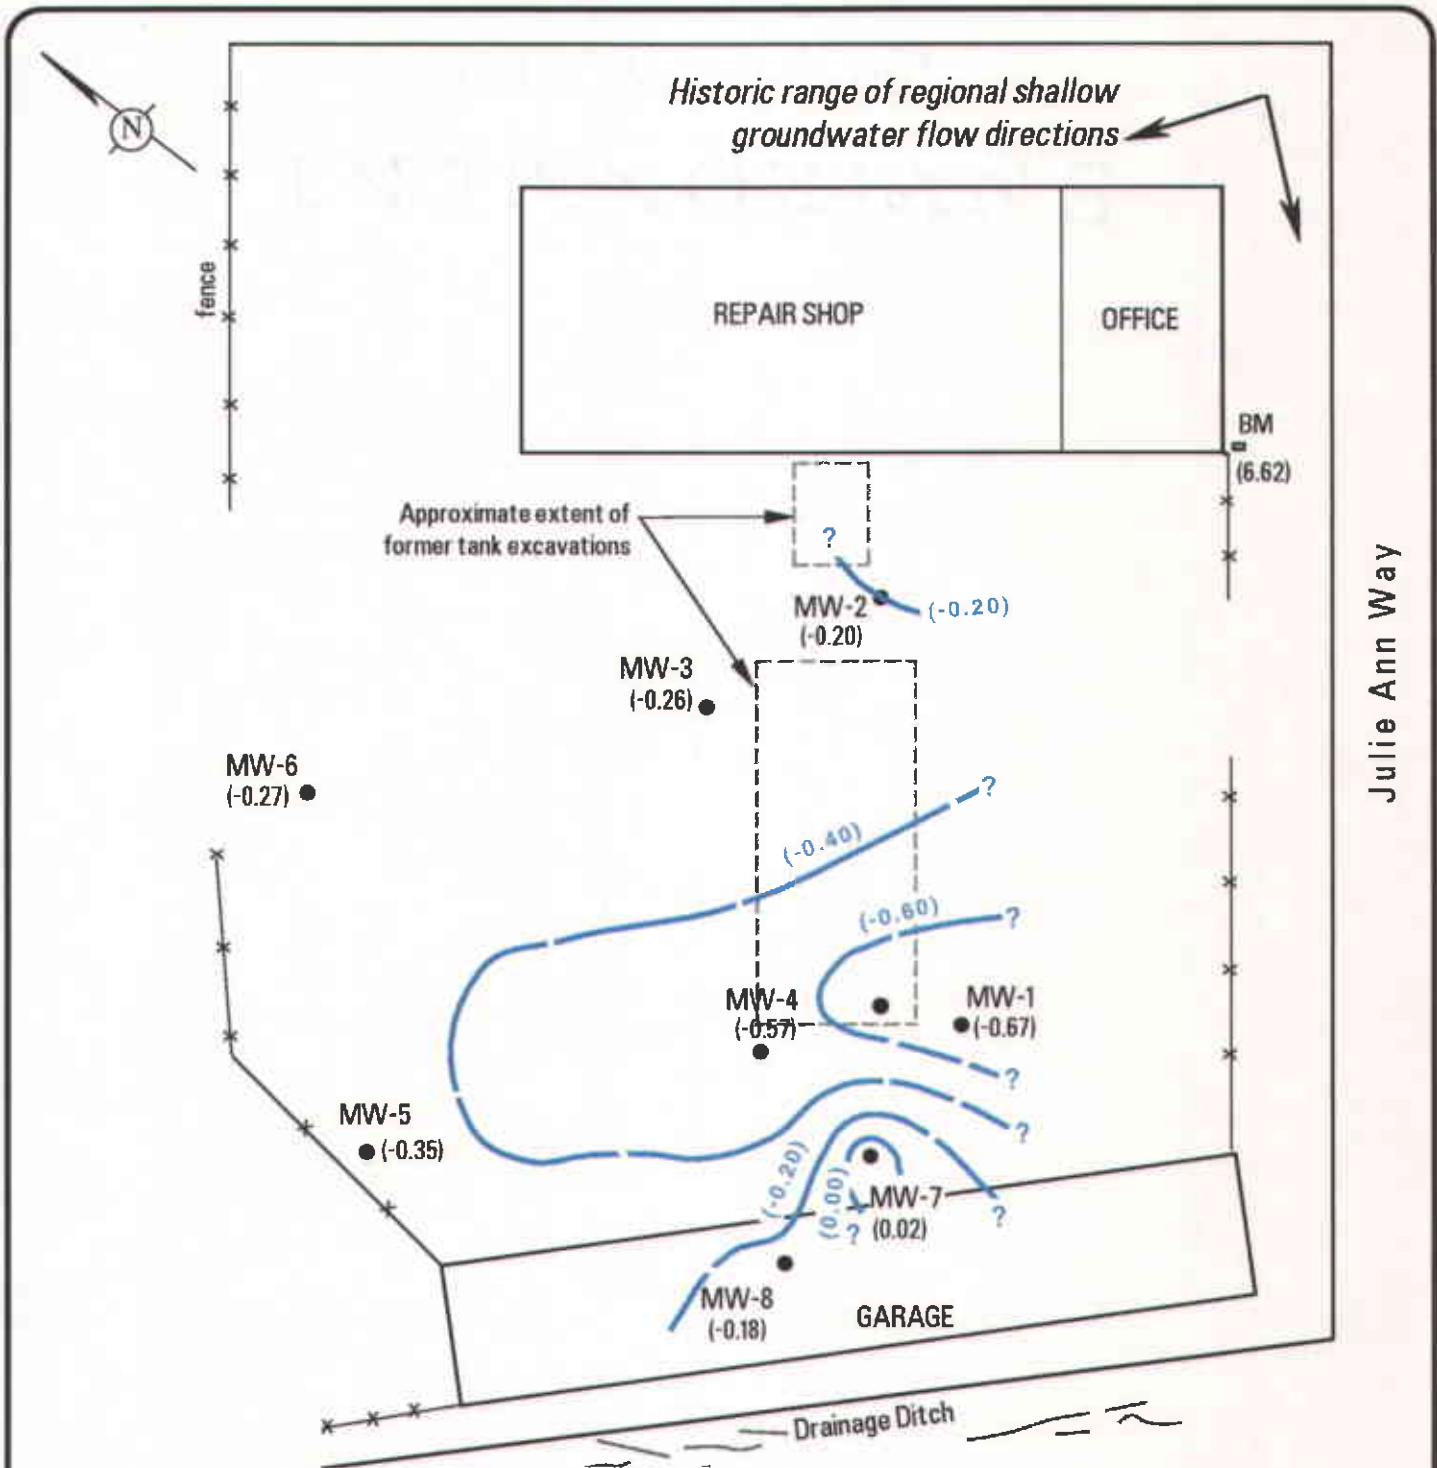 N
Historic range of regional shallow
groundwater flow directions
fence
REPAIR SHOP
OFFICE
BM
(6.62)
Approximate extent of
former tank excavations
?
MW-2
(-0.20)
(-0.20)
MW-3
(-0.26)
Julie Ann Way
MW-6
(-0.27)
?
(-0.40)
(-0.60)
?
MW-4
(-0.57)
MW-1
(-0.67)
?
MW-5
(-0.35)
?
(-0.20)
(0.00)
?
MW-7
(0.02)
?
MW-8
(-0.18)
GARAGE
Drainage Ditch